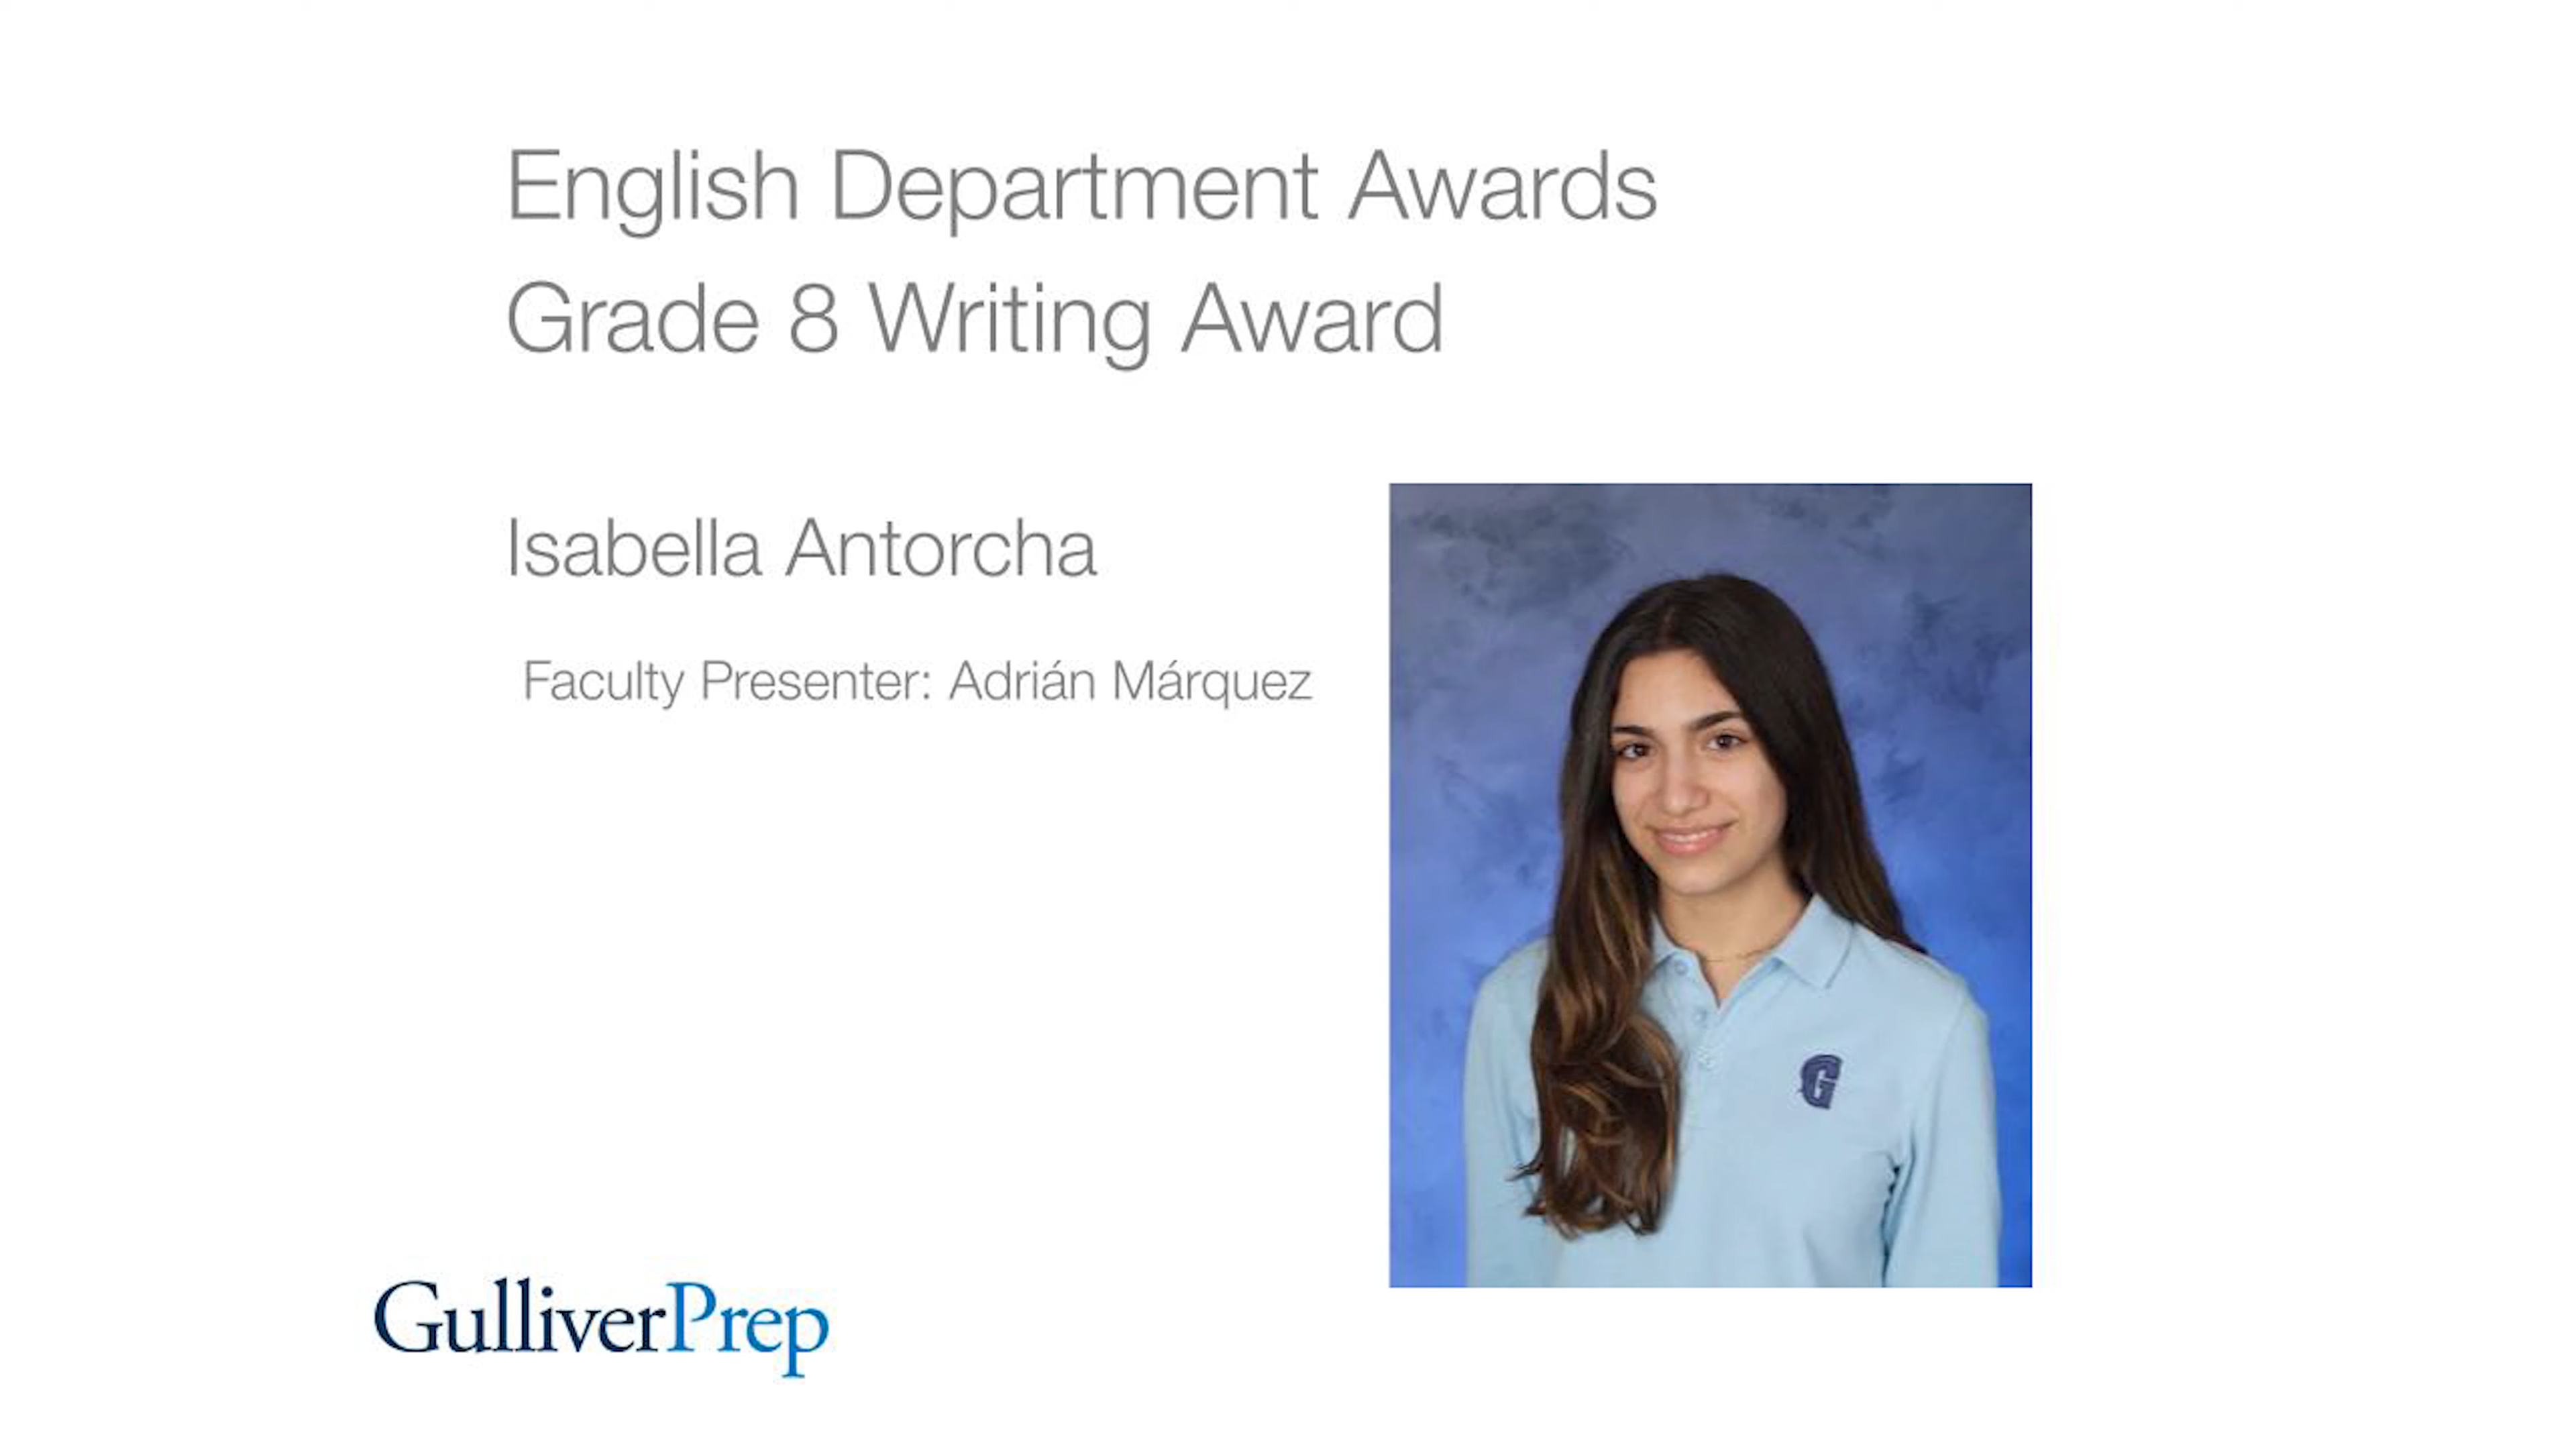 English Department Awards
Grade 8 Writing Award
Isabella Antorcha
Faculty Presenter: Adrián Márquez
G
GulliverPrep